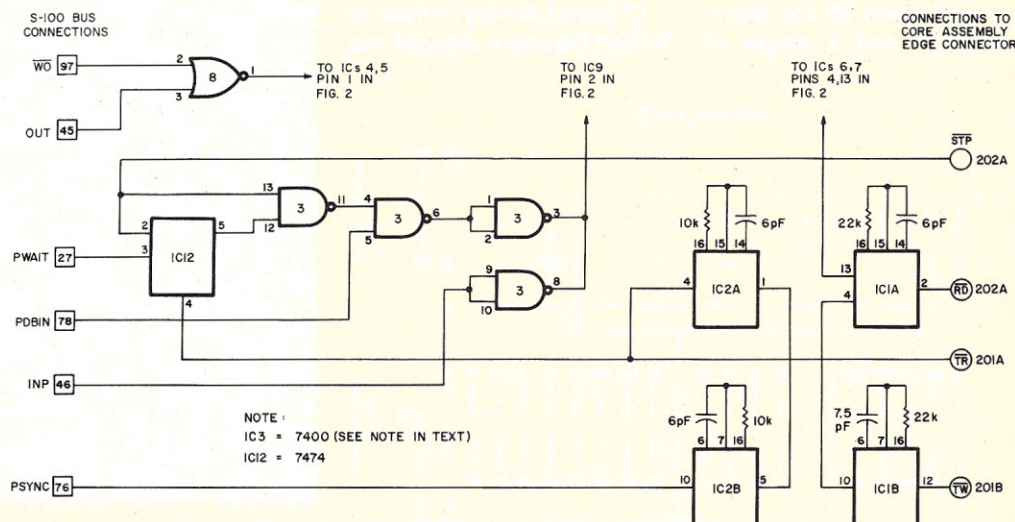 S-100 BUS
CONNECTIONS
CONNECTIONS TO
CORE ASSEMBLY
EDGE CONNECTOR
WO 97
2
8
1
3
TO ICs 4,5
PIN 1 IN
FIG. 2
TO IC9
PIN 2 IN
FIG. 2
TO ICs 6,7
PINS 4,13 IN
FIG. 2
OUT 45
STP
202A
13
3
11
12
4
3
6
5
1
3
3
2
10k
6pF
16
15
14
22k
6pF
16
15
14
2
5
PWAIT 27
3
IC12
4
9
3
8
10
4
IC2A
1
13
4
IC1A
2
RD 202A
PDBIN 78
TR 201A
INP 46
NOTE:
IC3 = 7400 (SEE NOTE IN TEXT)
IC12 = 7474
6pF
10k
6
7
16
7.5
pF
22k
6
7
16
PSYNC 76
10
IC2B
5
10
IC1B
12
TW 201B